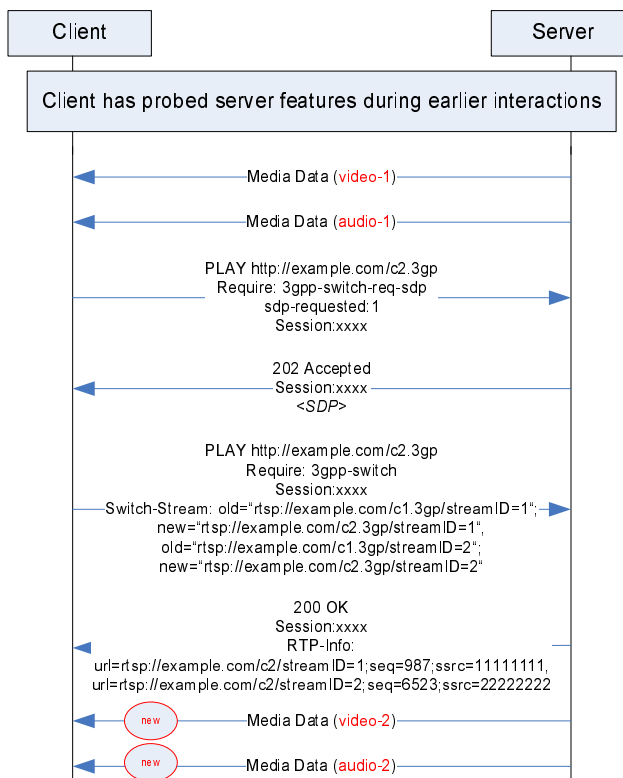 Client
Server
Client has probed server features during earlier interactions
Media Data (video-1)
Media Data (audio-1)
PLAY http://example.com/c2.3gp
Require: 3gpp-switch-req-sdp
sdp-requested:1
Session:xxxx
202 Accepted
Session:xxxx
<SDP>
PLAY http://example.com/c2.3gp
Require: 3gpp-switch
Session:xxxx
Switch-Stream: old=“rtsp://example.com/c1.3gp/streamID=1“;
new=“rtsp://example.com/c2.3gp/streamID=1“,
old=“rtsp://example.com/c1.3gp/streamID=2“;
new=“rtsp://example.com/c2.3gp/streamID=2“
200 OK
Session:xxxx
RTP-Info:
url=rtsp://example.com/c2/streamID=1;seq=987;ssrc=11111111,
url=rtsp://example.com/c2/streamID=2;seq=6523;ssrc=22222222
new
Media Data (video-2)
new
Media Data (audio-2)